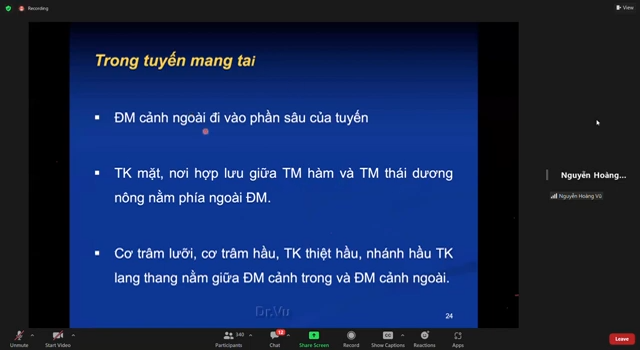 Recording
View
Trong tuyến mang tai
▪ ĐM cảnh ngoài đi vào phần sâu của tuyến
▪ TK mặt, nơi hợp lưu giữa TM hàm và TM thái dương
nông nằm phía ngoài ĐM.
▪ Cơ trâm lưỡi, cơ trâm hầu, TK thiệt hầu, nhánh hầu TK
lang thang nằm giữa ĐM cảnh trong và ĐM cảnh ngoài.
Dr.Vu
24
Nguyễn Hoàng...
Nguyễn Hoàng Vũ
Unmute
Start Video
Participants 340
Chat
Share Screen
Record
CC
Show Captions
Reactions
Apps
Leave